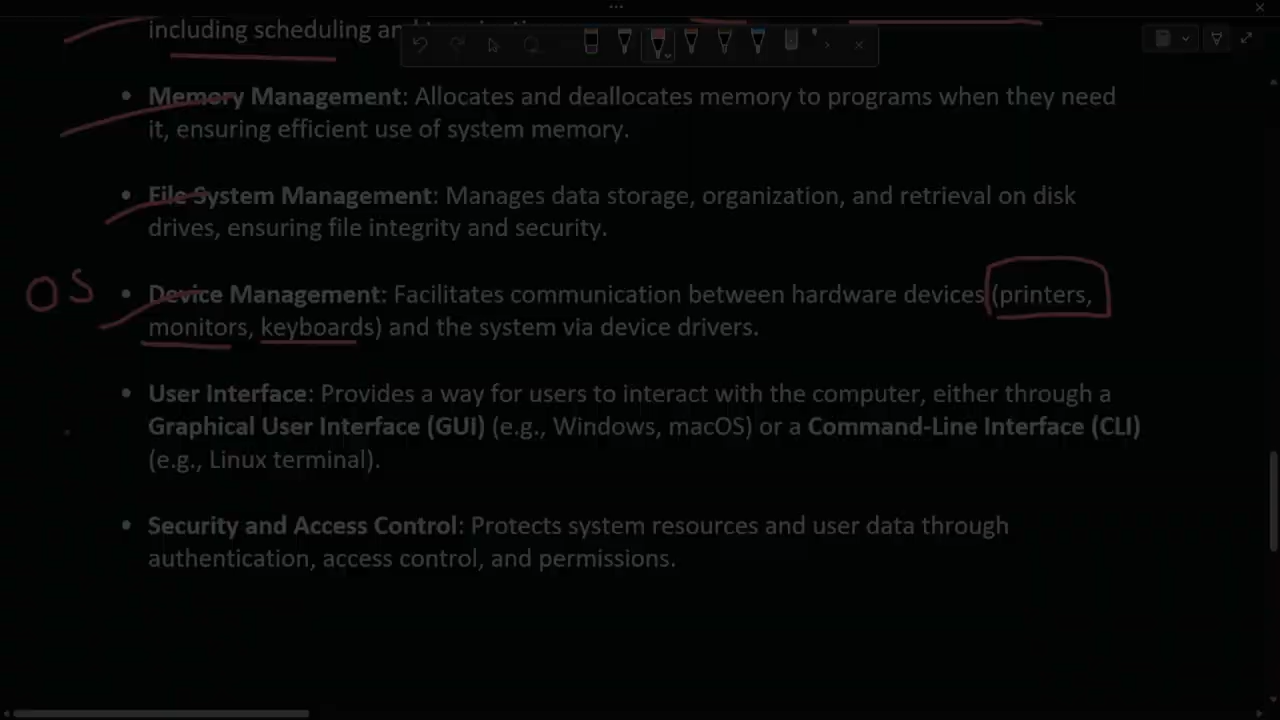 including scheduling an
• Memory Management: Allocates and deallocates memory to programs when they need
it, ensuring efficient use of system memory.
• File System Management: Manages data storage, organization, and retrieval on disk
drives, ensuring file integrity and security.
OS
• Device Management: Facilitates communication between hardware devices (printers,
monitors, keyboards) and the system via device drivers.
• User Interface: Provides a way for users to interact with the computer, either through a
Graphical User Interface (GUI) (e.g., Windows, macOS) or a Command-Line Interface (CLI)
(e.g., Linux terminal).
• Security and Access Control: Protects system resources and user data through
authentication, access control, and permissions.